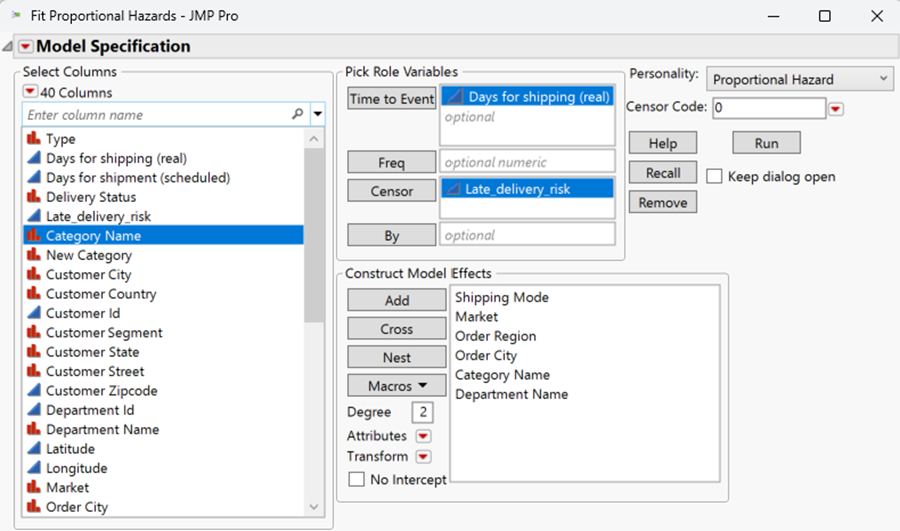 Fit Proportional Hazards - JMP Pro
Model Specification
Select Columns
40 Columns
Enter column name
Type
Days for shipping (real)
Days for shipment (scheduled)
Delivery Status
Late_delivery_risk
Category Name
New Category
Customer City
Customer Country
Customer Id
Customer Segment
Customer State
Customer Street
Customer Zipcode
Department Id
Department Name
Latitude
Longitude
Market
Order City
Pick Role Variables
Time to Event
Days for shipping (real)
optional
Freq
optional numeric
Censor
Late_delivery_risk
By
optional
Personality:
Proportional Hazard
Censor Code:
0
Help
Run
Recall
Keep dialog open
Remove
Construct Model Effects
Add
Cross
Nest
Macros
Degree
2
Attributes
Transform
No Intercept
Shipping Mode
Market
Order Region
Order City
Category Name
Department Name